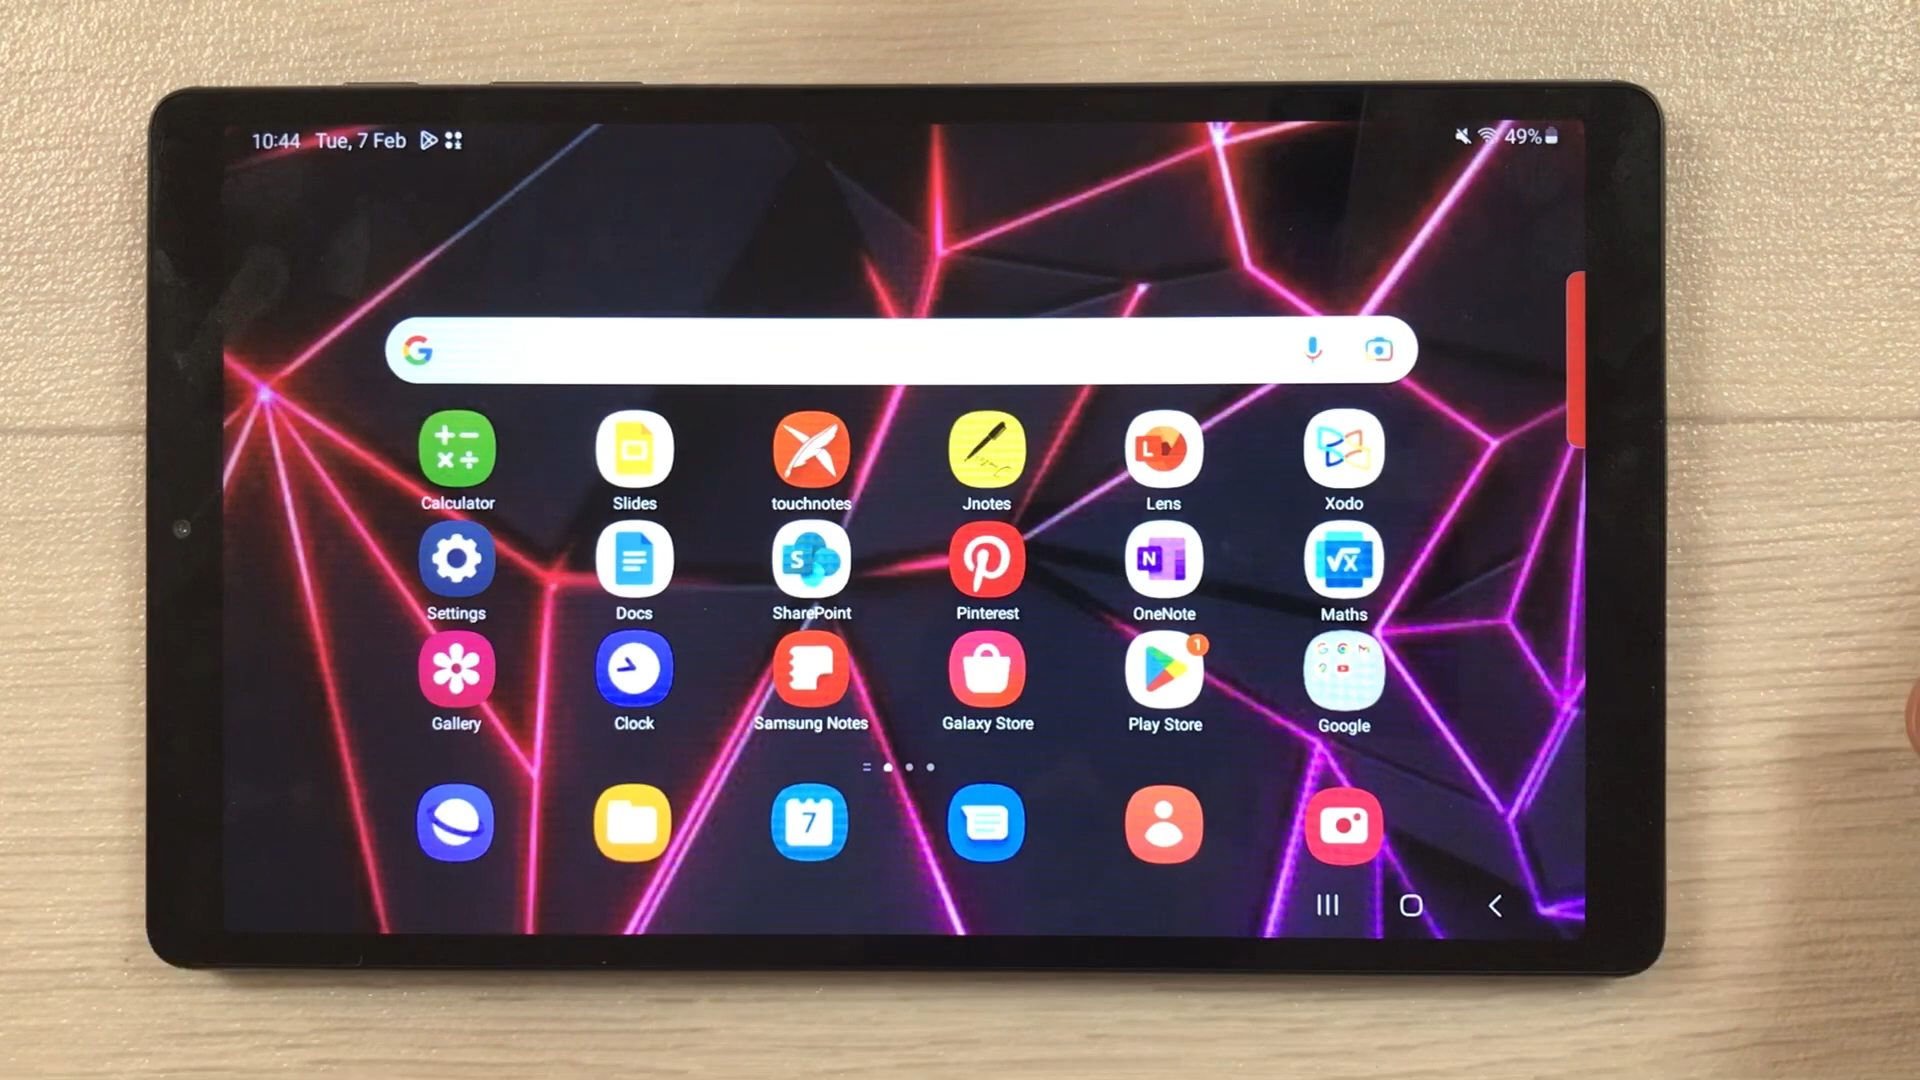 10:44 Tue, 7 Feb 49%
G
Calculator Slides touchnotes Jnotes Lens Xodo
Settings Docs SharePoint Pinterest OneNote Maths
1
Gallery Clock Samsung Notes Galaxy Store Play Store Google
7